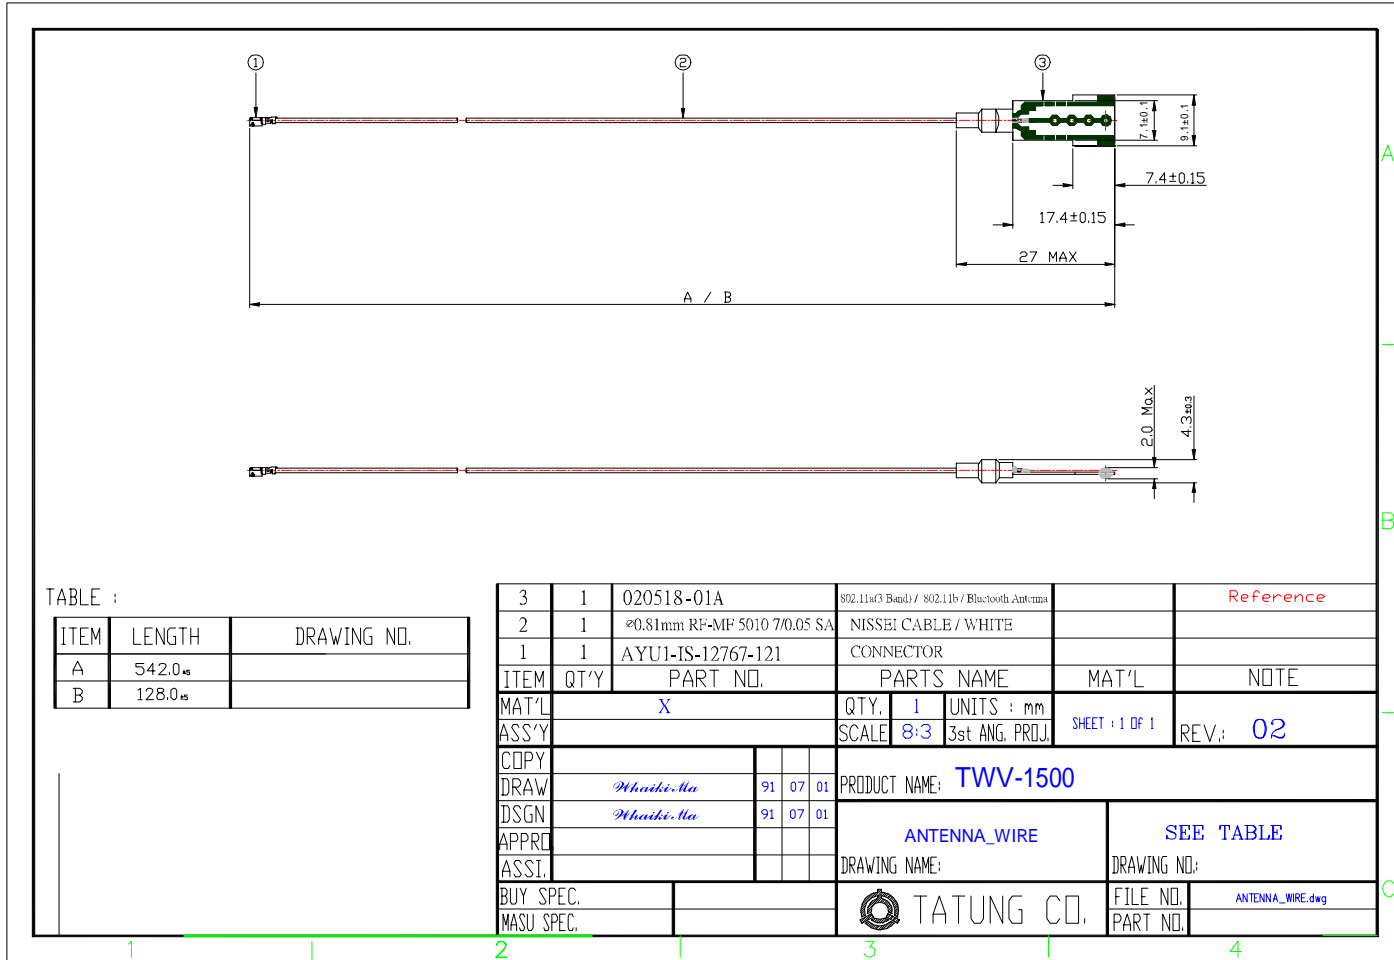 ① ② ③
7.1±0.1
9.1±0.1
A
7.4±0.15
17.4±0.15
27 MAX
A / B
2.0 Max
4.3±0.3
B
TABLE :
ITEM LENGTH DRAWING NO.
A 542.0±5
B 128.0±5
3 1 020518-01A 802.11a(3 Band) / 802.11b / Bluetooth Antenna Reference
2 1 ø0.81mm RF-MF 5010 7/0.05 SA NISSEI CABLE / WHITE
1 1 AYU1-IS-12767-121 CONNECTOR
ITEM QT'Y PART NO. PARTS NAME MAT'L NOTE
MAT'L X QTY. 1 UNITS : mm
ASS'Y SCALE 8:3 3st ANG. PROJ. SHEET : 1 OF 1 REV.: 02
COPY
DRAW Whaiki Ma 91 07 01 PRODUCT NAME: TWV-1500
DSGN Whaiki Ma 91 07 01
APPRO.
ASSI.
ANTENNA_WIRE SEE TABLE
DRAWING NAME: DRAWING NO.:
BUY SPEC. TATUNG CO. FILE NO. ANTENNA_WIRE.dwg
MASU SPEC. PART NO.
C
1 2 3 4